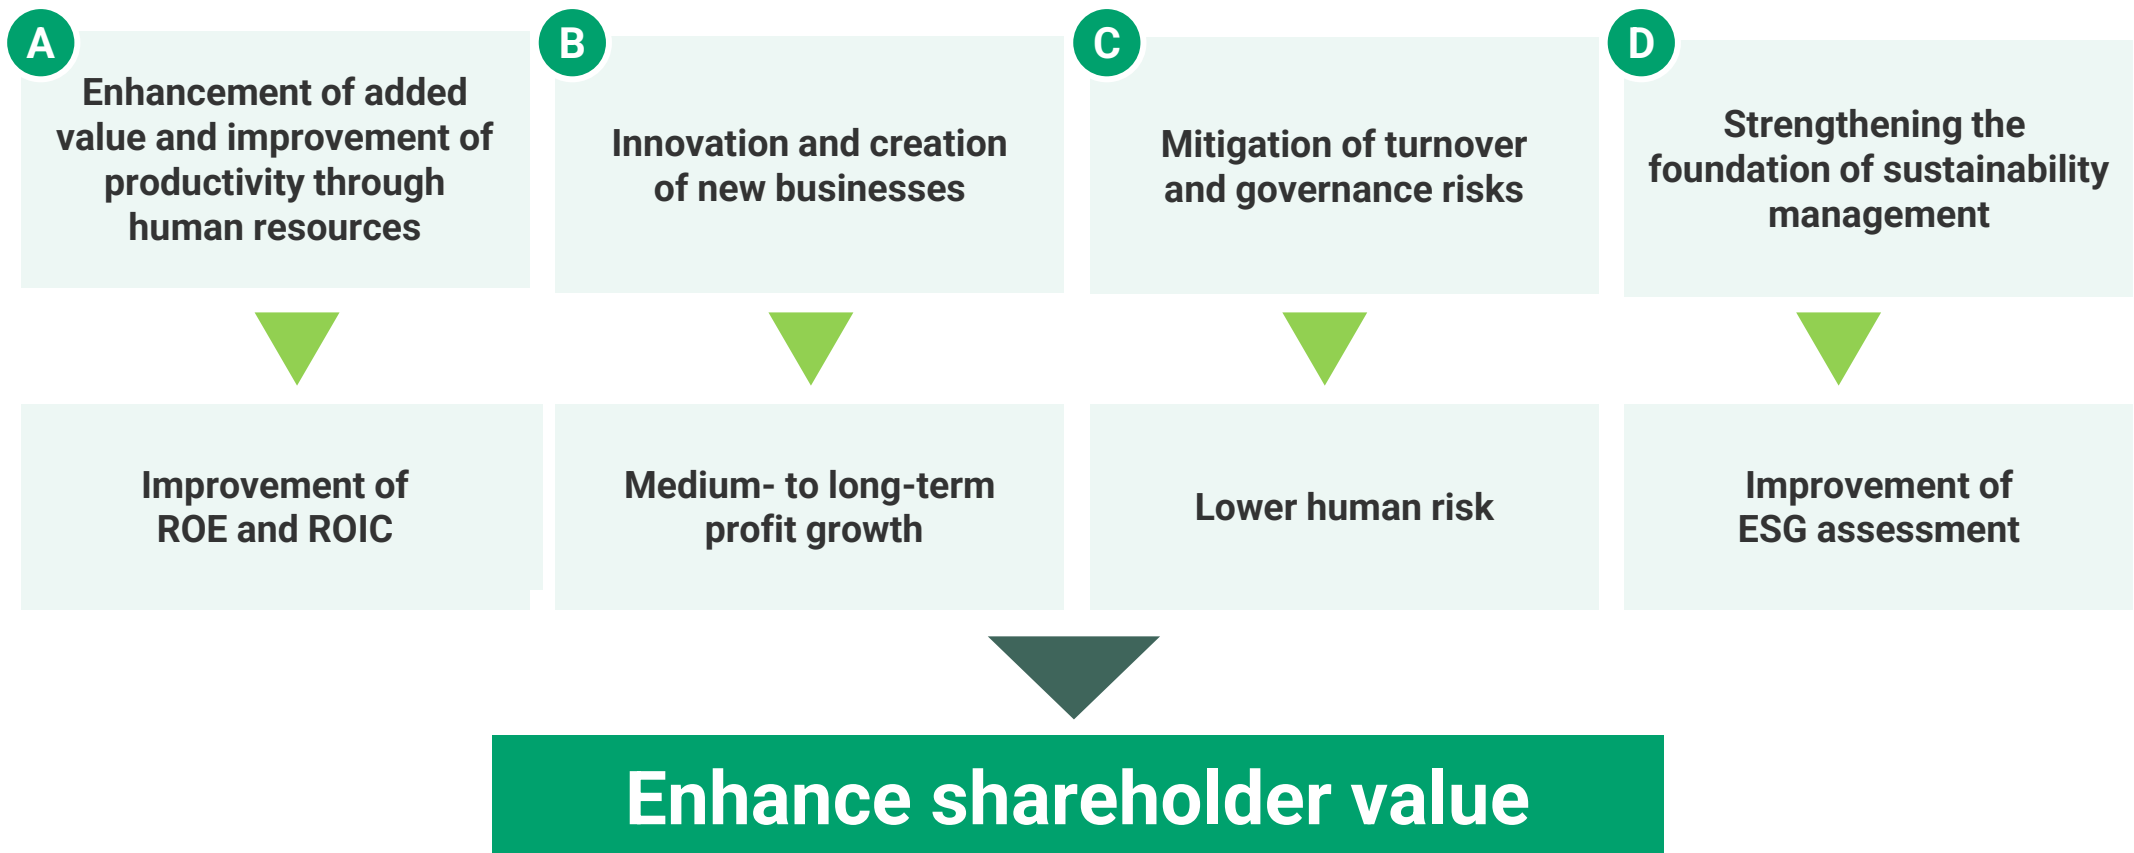 A
Enhancement of added
value and improvement of
productivity through
human resources
B
Innovation and creation
of new businesses
C
Mitigation of turnover
and governance risks
D
Strengthening the
foundation of sustainability
management
Improvement of
ROE and ROIC
Medium- to long-term
profit growth
Lower human risk
Improvement of
ESG assessment
Enhance shareholder value